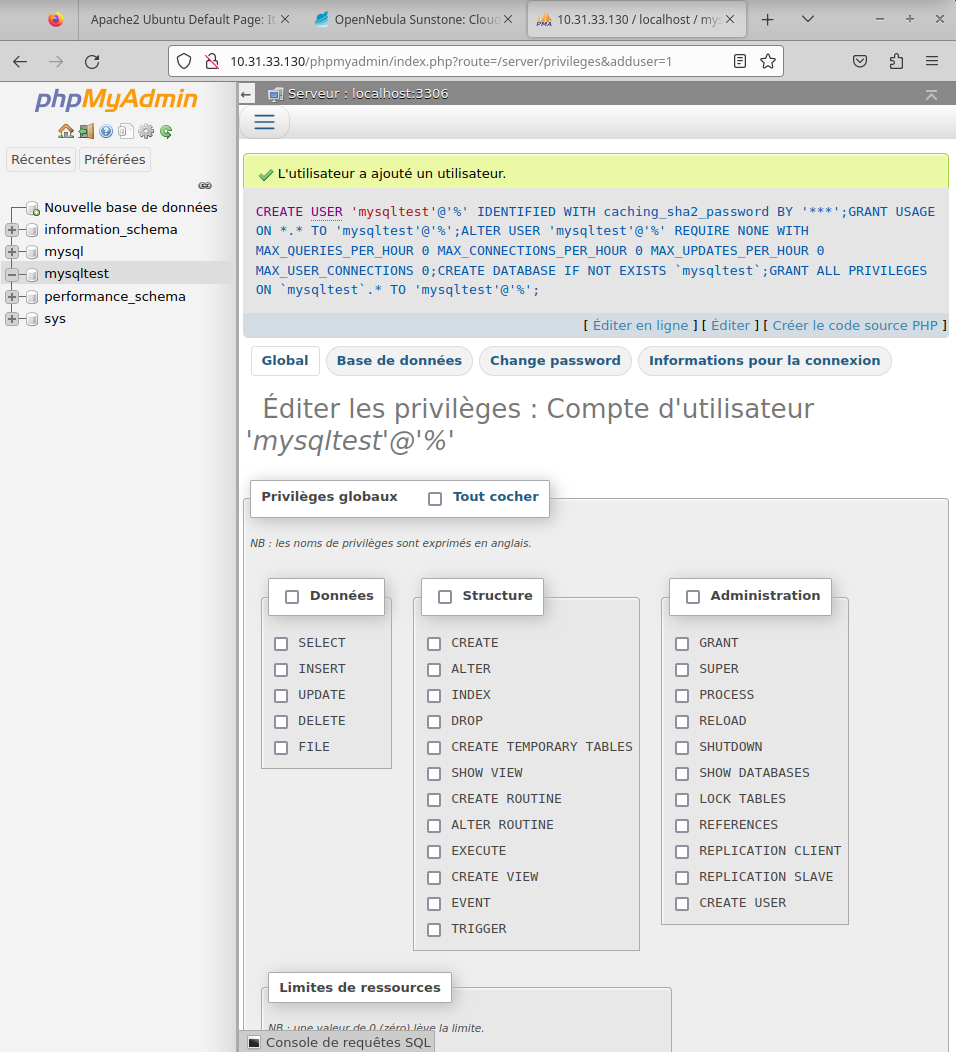 Apache2 Ubuntu Default Page: It
OpenNebula Sunstone: Cloud
10.31.33.130 / localhost / mys
10.31.33.130/phpmyadmin/index.php?route=/server/privileges&adduser=1
phpMyAdmin
Récentes
Préférées
Nouvelle base de données
information_schema
mysql
mysqltest
performance_schema
sys
Serveur : localhost:3306
L'utilisateur a ajouté un utilisateur.
CREATE USER 'mysqltest'@'%' IDENTIFIED WITH caching_sha2_password BY '***';GRANT USAGE
ON *.* TO 'mysqltest'@'%';ALTER USER 'mysqltest'@'%' REQUIRE NONE WITH
MAX_QUERIES_PER_HOUR 0 MAX_CONNECTIONS_PER_HOUR 0 MAX_UPDATES_PER_HOUR 0
MAX_USER_CONNECTIONS 0;CREATE DATABASE IF NOT EXISTS `mysqltest`;GRANT ALL PRIVILEGES
ON `mysqltest`.* TO 'mysqltest'@'%';
[ Éditer en ligne ] [ Éditer ] [ Créer le code source PHP ]
Global
Base de données
Change password
Informations pour la connexion
Éditer les privilèges : Compte d'utilisateur
'mysqltest'@'%'
Privilèges globaux
Tout cocher
NB : les noms de privilèges sont exprimés en anglais.
Données
SELECT
INSERT
UPDATE
DELETE
FILE
Structure
CREATE
ALTER
INDEX
DROP
CREATE TEMPORARY TABLES
SHOW VIEW
CREATE ROUTINE
ALTER ROUTINE
EXECUTE
CREATE VIEW
EVENT
TRIGGER
Administration
GRANT
SUPER
PROCESS
RELOAD
SHUTDOWN
SHOW DATABASES
LOCK TABLES
REFERENCES
REPLICATION CLIENT
REPLICATION SLAVE
CREATE USER
Limites de ressources
NB : une valeur de 0 (zéro) lève la limite.
Console de requêtes SQL